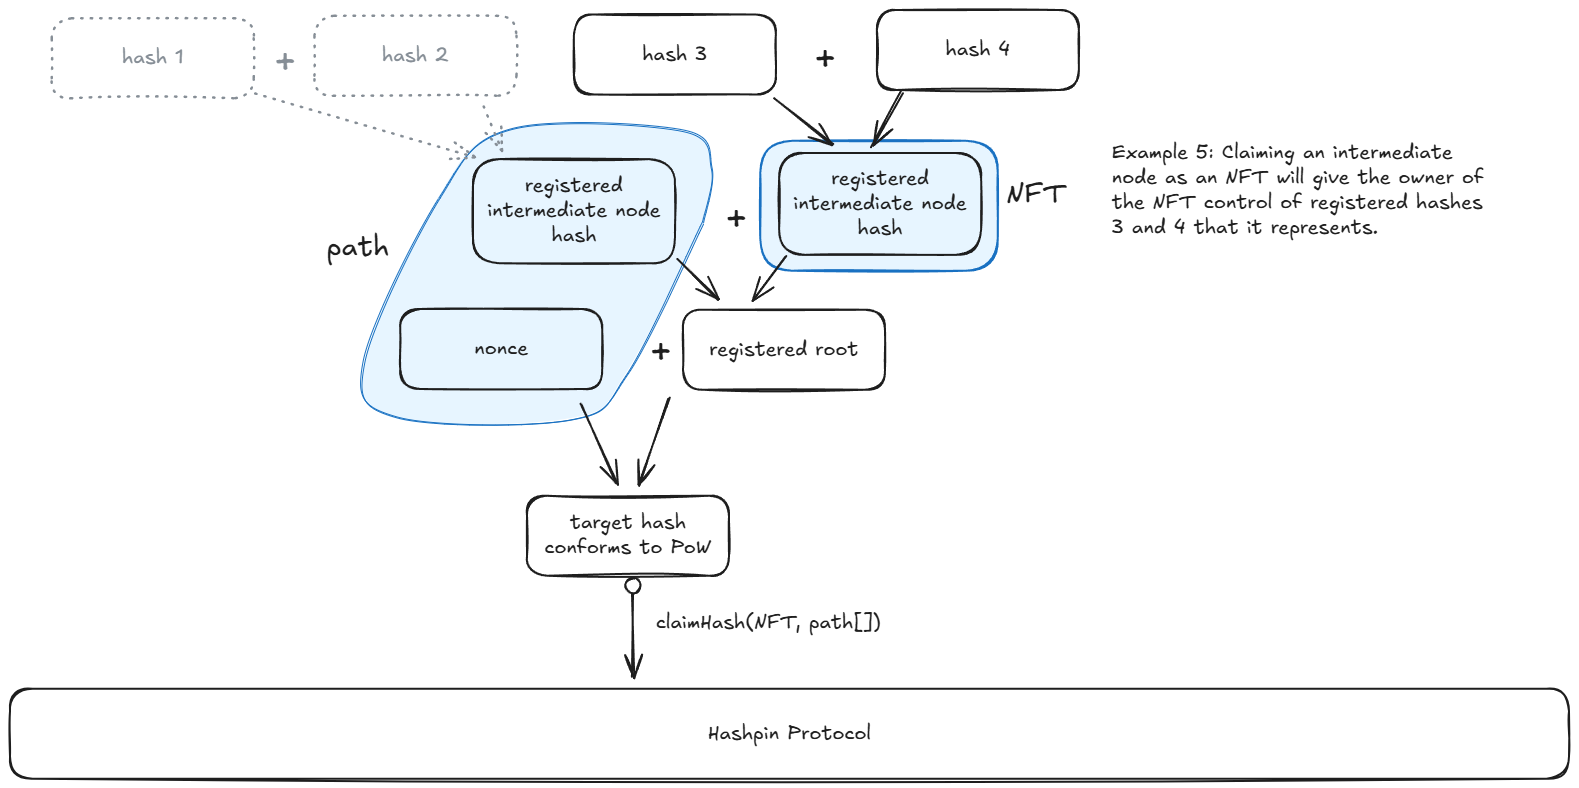 hash 1
+
hash 2
hash 3
+
hash 4
Example 5: Claiming an intermediate
node as an NFT will give the owner of
the NFT control of registered hashes
3 and 4 that it represents.
path
registered
intermediate node
hash
+
registered
intermediate node
hash
NFT
nonce
+
registered root
target hash
conforms to PoW
claimHash(NFT, path[])
Hashpin Protocol